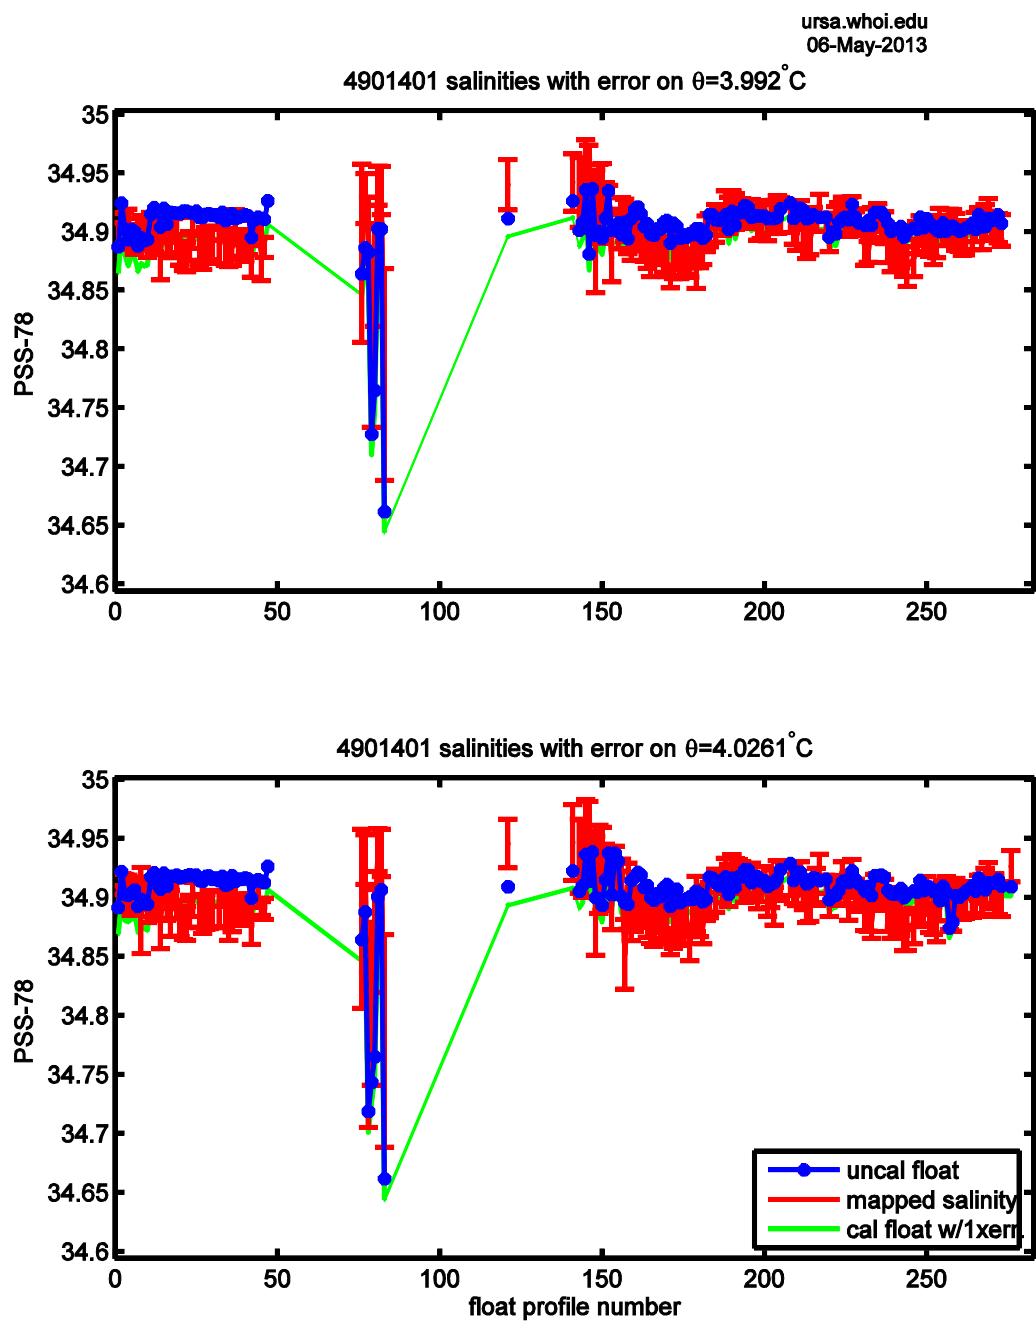 ursa.whoi.edu
06-May-2013
4901401 salinities with error on θ=3.992°C
35
34.95
34.9
34.85
34.8
34.75
34.7
34.65
34.6
PSS-78
0 50 100 150 200 250
4901401 salinities with error on θ=4.0261°C
35
34.95
34.9
34.85
34.8
34.75
34.7
34.65
34.6
PSS-78
uncal float
mapped salinity
cal float w/1xerr.
0 50 100 150 200 250
float profile number